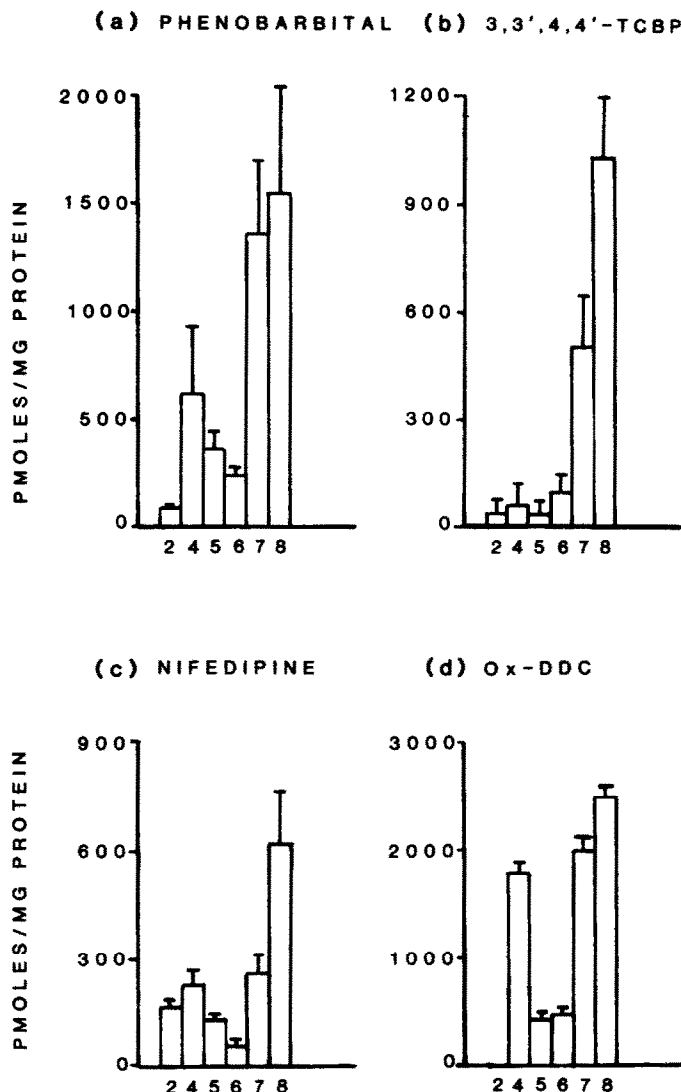 (a) PHENOBARBITAL (b) 3,3',4,4'-TCBP
PMOLES/MG PROTEIN
2000
1500
1000
500
0
2 4 5 6 7 8
1200
900
600
300
0
2 4 5 6 7 8
(c) NIFEDIPINE (d) Ox-DDC
PMOLES/MG PROTEIN
900
600
300
0
2 4 5 6 7 8
3000
2000
1000
0
2 4 5 6 7 8